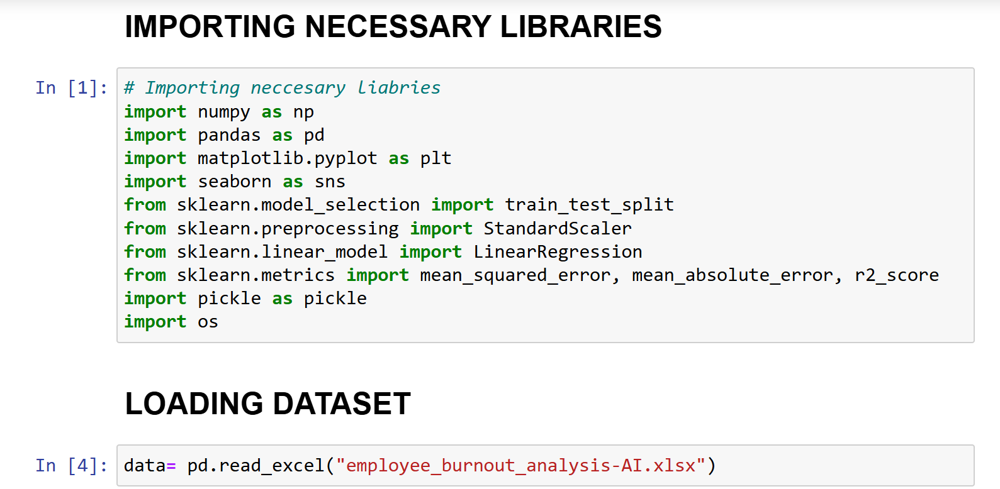 IMPORTING NECESSARY LIBRARIES
In [1]: # Importing neccesary liabries
import numpy as np
import pandas as pd
import matplotlib.pyplot as plt
import seaborn as sns
from sklearn.model_selection import train_test_split
from sklearn.preprocessing import StandardScaler
from sklearn.linear_model import LinearRegression
from sklearn.metrics import mean_squared_error, mean_absolute_error, r2_score
import pickle as pickle
import os
LOADING DATASET
In [4]: data= pd.read_excel("employee_burnout_analysis-AI.xlsx")